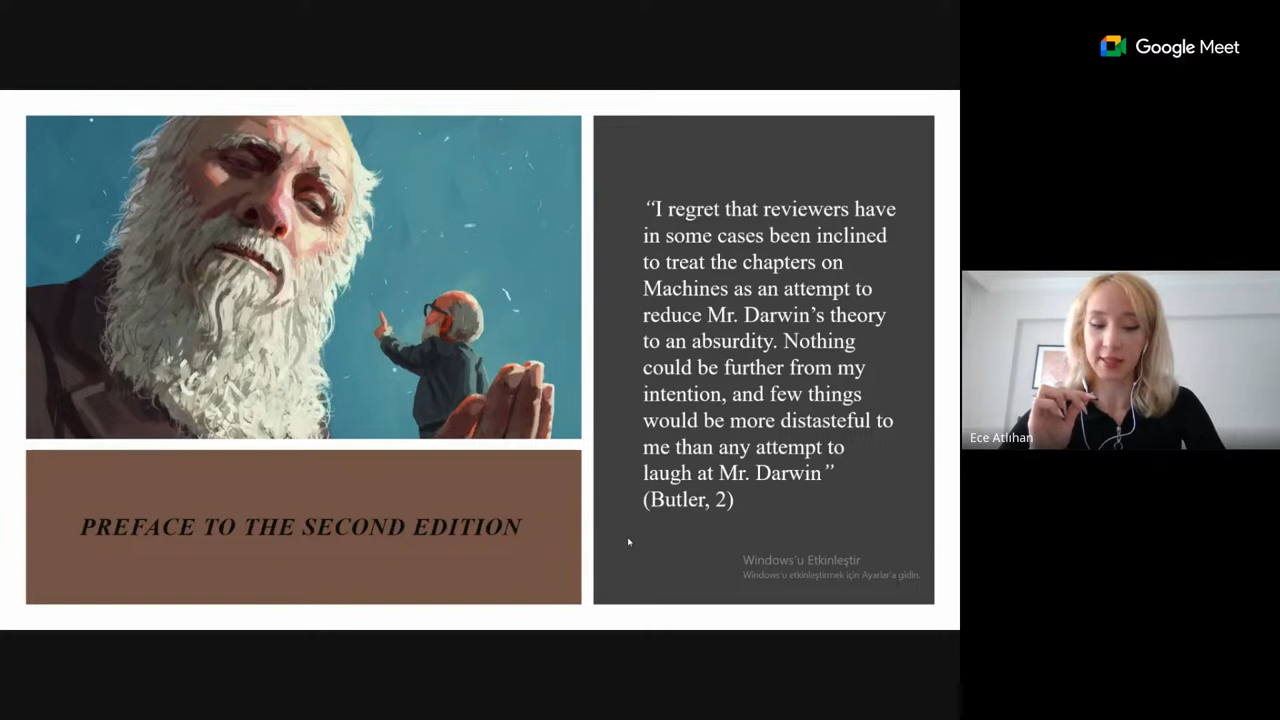 Google Meet
“I regret that reviewers have
in some cases been inclined
to treat the chapters on
Machines as an attempt to
reduce Mr. Darwin’s theory
to an absurdity. Nothing
could be further from my
intention, and few things
would be more distasteful to
me than any attempt to
laugh at Mr. Darwin”
(Butler, 2)
PREFACE TO THE SECOND EDITION
Windows'u Etkinleştir
Windows'u etkinleştirmek için Ayarlar'a gidin.
Ece Atlıhan